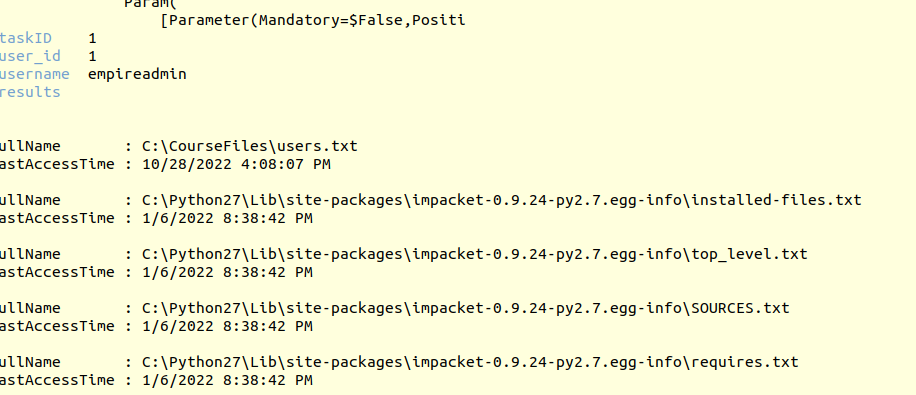 Param(
[Parameter(Mandatory=$False,Positi
taskID 1
user_id 1
username empireadmin
results
ullName : C:\CourseFiles\users.txt
astAccessTime : 10/28/2022 4:08:07 PM
ullName : C:\Python27\Lib\site-packages\impacket-0.9.24-py2.7.egg-info\installed-files.txt
astAccessTime : 1/6/2022 8:38:42 PM
ullName : C:\Python27\Lib\site-packages\impacket-0.9.24-py2.7.egg-info\top_level.txt
astAccessTime : 1/6/2022 8:38:42 PM
ullName : C:\Python27\Lib\site-packages\impacket-0.9.24-py2.7.egg-info\SOURCES.txt
astAccessTime : 1/6/2022 8:38:42 PM
ullName : C:\Python27\Lib\site-packages\impacket-0.9.24-py2.7.egg-info\requires.txt
astAccessTime : 1/6/2022 8:38:42 PM